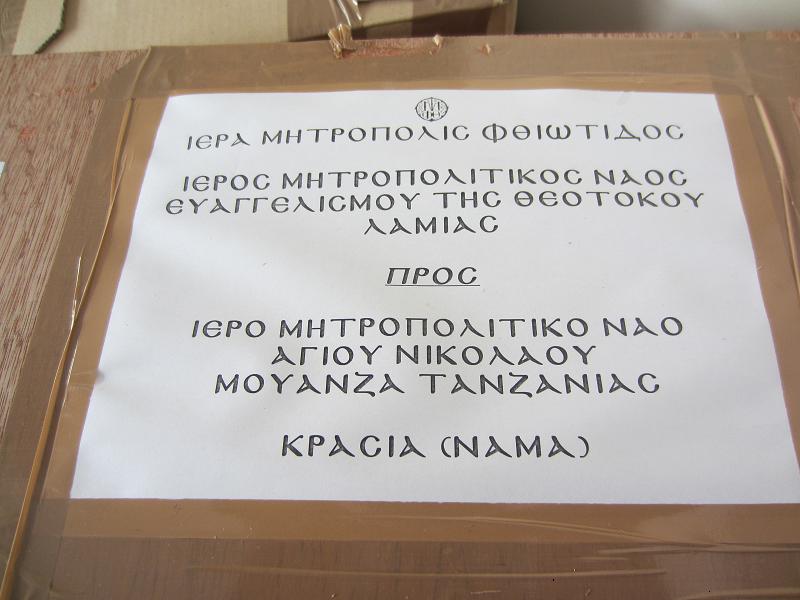 ΙΕΡΑ ΜΗΤΡΟΠΟΛΙΣ ΦΘΙΩΤΙΔΟΣ
ΙΕΡΟΣ ΜΗΤΡΟΠΟΛΙΤΙΚΟΣ ΝΑΟΣ
ΕΥΑΓΓΕΛΙΣΜΟΥ ΤΗΣ ΘΕΟΤΟΚΟΥ
ΛΑΜΙΑΣ
ΠΡΟΣ
ΙΕΡΟ ΜΗΤΡΟΠΟΛΙΤΙΚΟ ΝΑΟ
ΑΓΙΟΥ ΝΙΚΟΛΑΟΥ
ΜΟΥΑΝΖΑ ΤΑΝΖΑΝΙΑΣ
ΚΡΑΣΙΑ (ΝΑΜΑ)